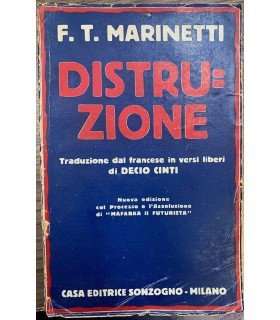 F. T. MARINETTI
DISTRU=
ZIONE
Traduzione dal francese in versi liberi
di DECIO CINTI
Nuova edizione
col Processo e l'Assoluzione
di "MAFARKA il FUTURISTA"
CASA EDITRICE SONZOGNO - MILANO